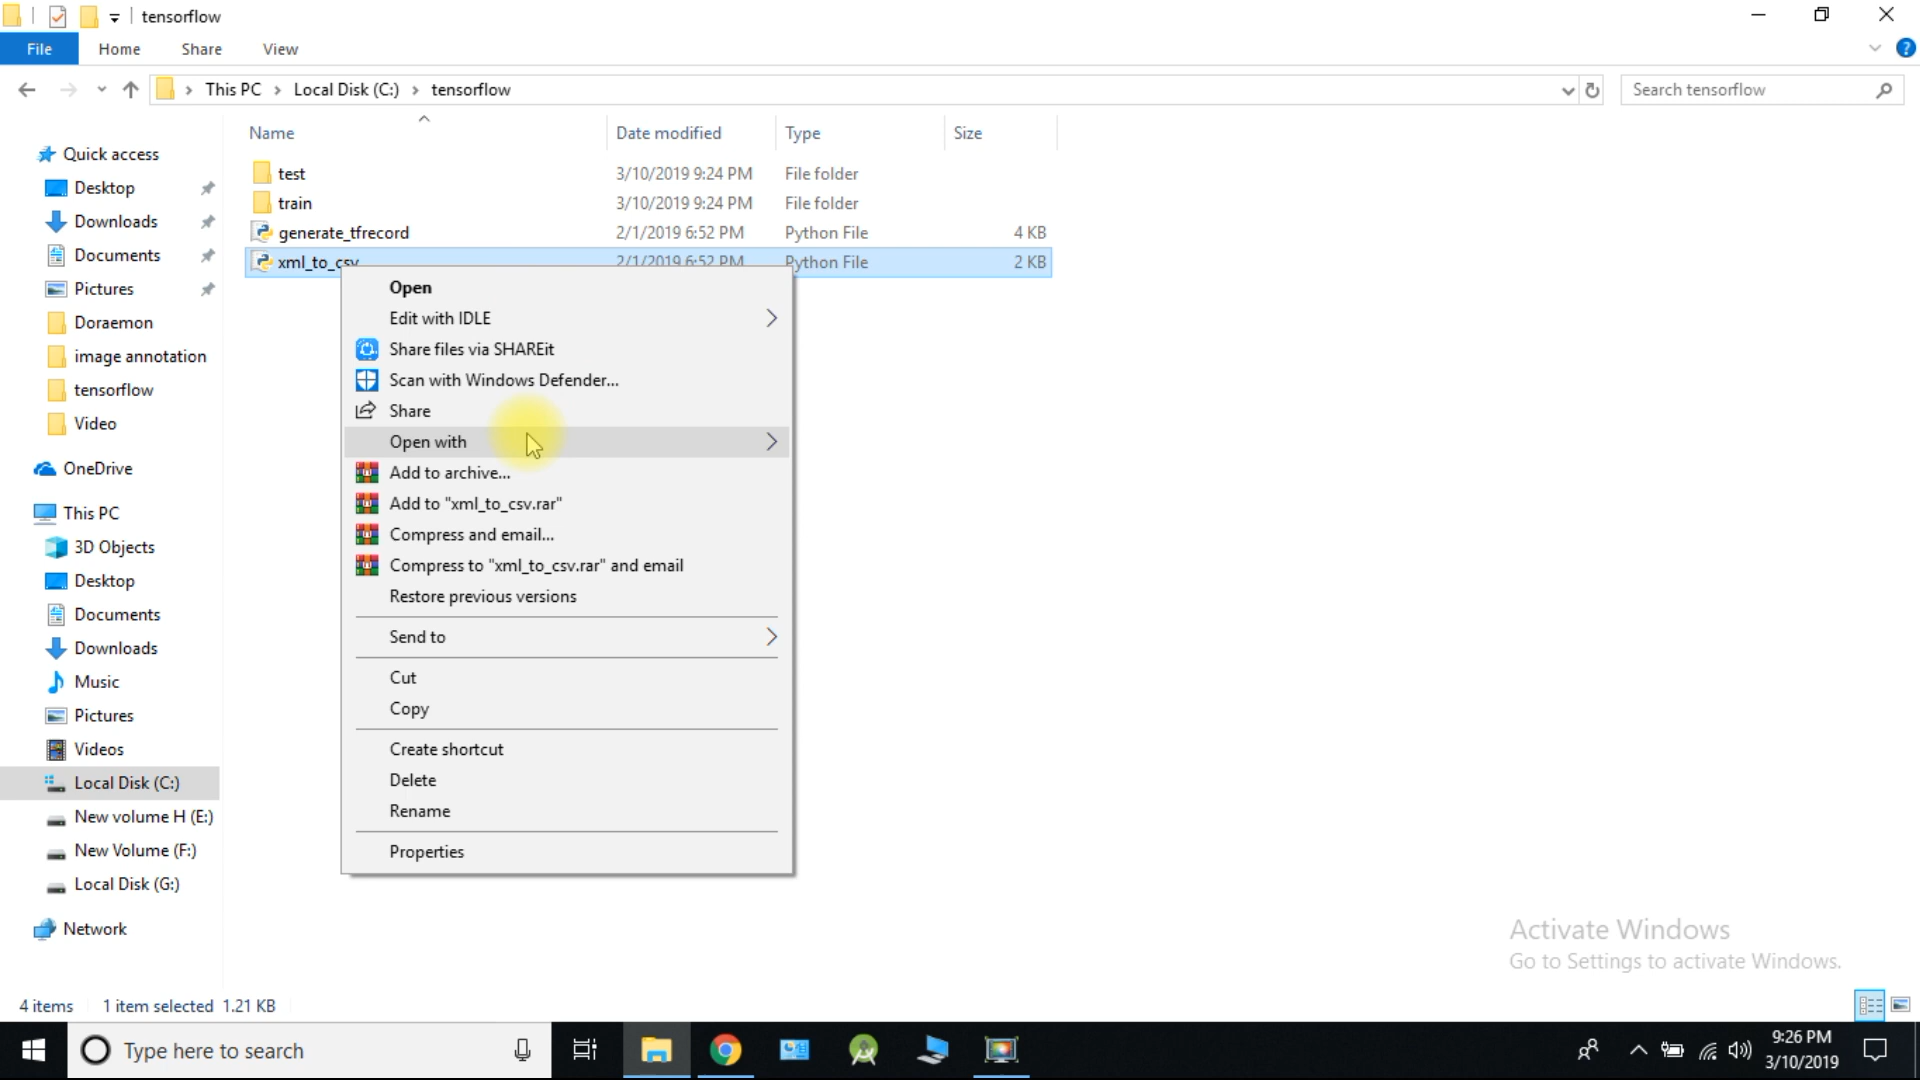 tensorflow
File Home Share View
This PC Local Disk (C:) tensorflow
Search tensorflow
Name Date modified Type Size
test 3/10/2019 9:24 PM File folder
train 3/10/2019 9:24 PM File folder
generate_tfrecord 2/1/2019 6:52 PM Python File 4 KB
xml_to_csv 2/1/2019 6:52 PM Python File 2 KB
Quick access
Desktop
Downloads
Documents
Pictures
Doraemon
image annotation
tensorflow
Video
OneDrive
This PC
3D Objects
Desktop
Documents
Downloads
Music
Pictures
Videos
Local Disk (C:)
New volume H (E:)
New Volume (F:)
Local Disk (G:)
Network
Open
Edit with IDLE
Share files via SHAREit
Scan with Windows Defender...
Share
Open with
Add to archive...
Add to "xml_to_csv.rar"
Compress and email...
Compress to "xml_to_csv.rar" and email
Restore previous versions
Send to
Cut
Copy
Create shortcut
Delete
Rename
Properties
Activate Windows
Go to Settings to activate Windows.
4 items 1 item selected 1.21 KB
Type here to search
9:26 PM
3/10/2019